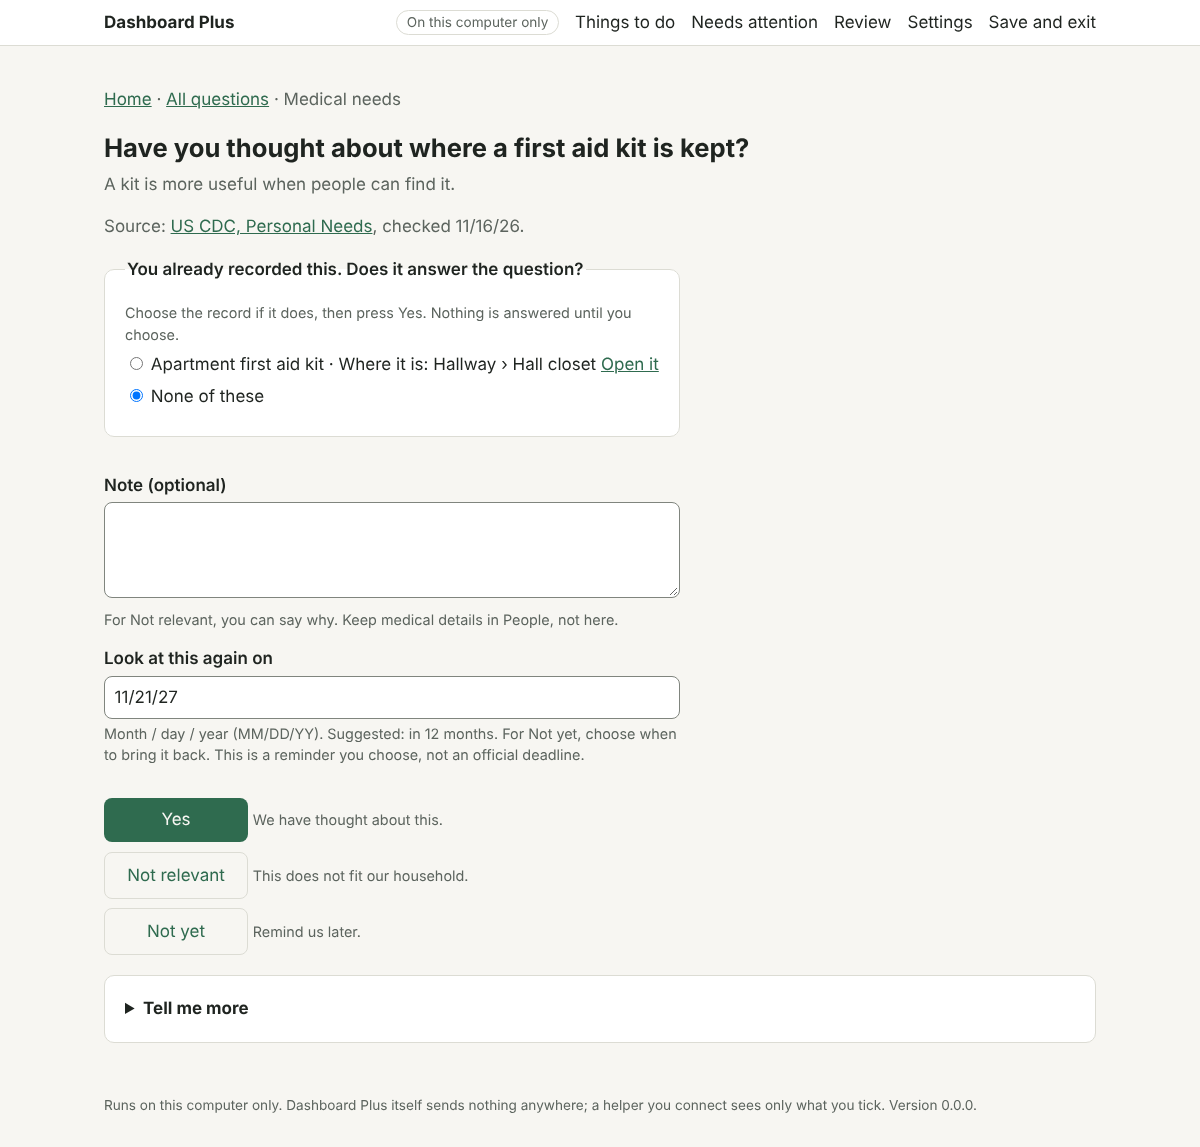 Dashboard Plus
On this computer only Things to do Needs attention Review Settings Save and exit
Home · All questions · Medical needs
Have you thought about where a first aid kit is kept?
A kit is more useful when people can find it.
Source: US CDC, Personal Needs, checked 11/16/26.
You already recorded this. Does it answer the question?
Choose the record if it does, then press Yes. Nothing is answered until you
choose.
Apartment first aid kit · Where it is: Hallway › Hall closet Open it
None of these
Note (optional)
For Not relevant, you can say why. Keep medical details in People, not here.
Look at this again on
11/21/27
Month / day / year (MM/DD/YY). Suggested: in 12 months. For Not yet, choose when
to bring it back. This is a reminder you choose, not an official deadline.
Yes We have thought about this.
Not relevant This does not fit our household.
Not yet Remind us later.
Tell me more
Runs on this computer only. Dashboard Plus itself sends nothing anywhere; a helper you connect sees only what you tick. Version 0.0.0.